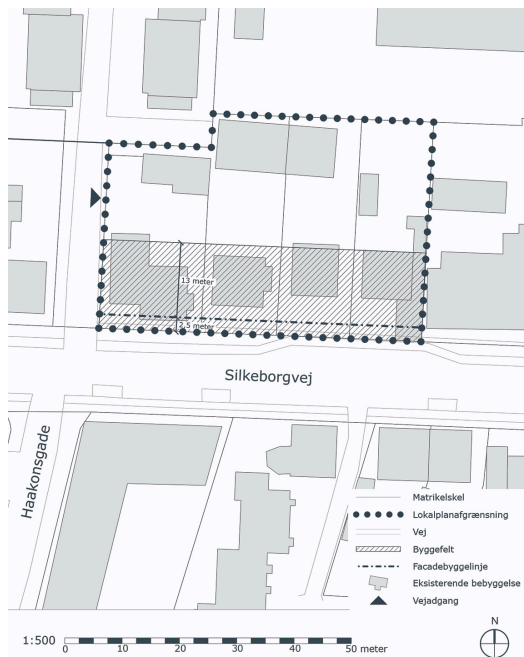 13 meter
2,5 meter
Silkeborgvej
Haakonsgade
Matrikelskel
Lokalplanafgrænsning
Vej
Byggefelt
Facadebyggelinje
Eksisterende bebyggelse
Vejadgang
N
1:500
0 10 20 30 40 50 meter